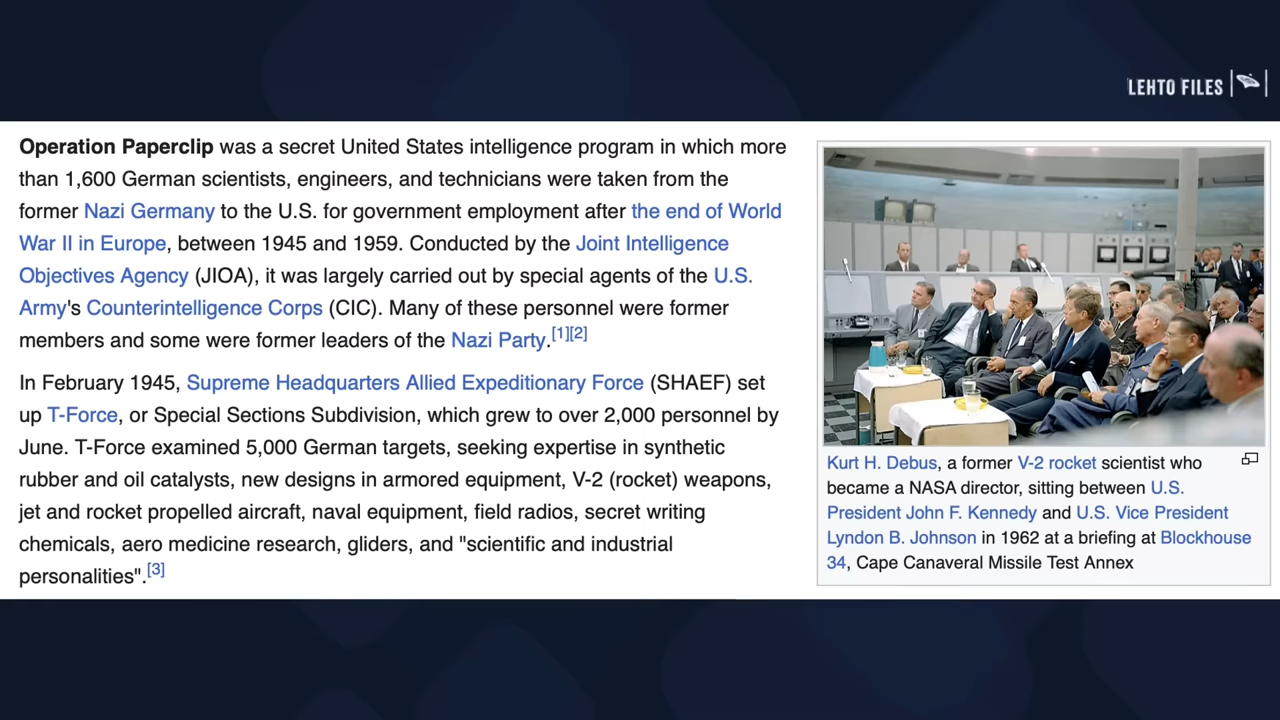 LEHTO FILES
Operation Paperclip was a secret United States intelligence program in which more
than 1,600 German scientists, engineers, and technicians were taken from the
former Nazi Germany to the U.S. for government employment after the end of World
War II in Europe, between 1945 and 1959. Conducted by the Joint Intelligence
Objectives Agency (JIOA), it was largely carried out by special agents of the U.S.
Army's Counterintelligence Corps (CIC). Many of these personnel were former
members and some were former leaders of the Nazi Party.[1][2]
In February 1945, Supreme Headquarters Allied Expeditionary Force (SHAEF) set
up T-Force, or Special Sections Subdivision, which grew to over 2,000 personnel by
June. T-Force examined 5,000 German targets, seeking expertise in synthetic
rubber and oil catalysts, new designs in armored equipment, V-2 (rocket) weapons,
jet and rocket propelled aircraft, naval equipment, field radios, secret writing
chemicals, aero medicine research, gliders, and "scientific and industrial
personalities".[3]
Kurt H. Debus, a former V-2 rocket scientist who
became a NASA director, sitting between U.S.
President John F. Kennedy and U.S. Vice President
Lyndon B. Johnson in 1962 at a briefing at Blockhouse
34, Cape Canaveral Missile Test Annex